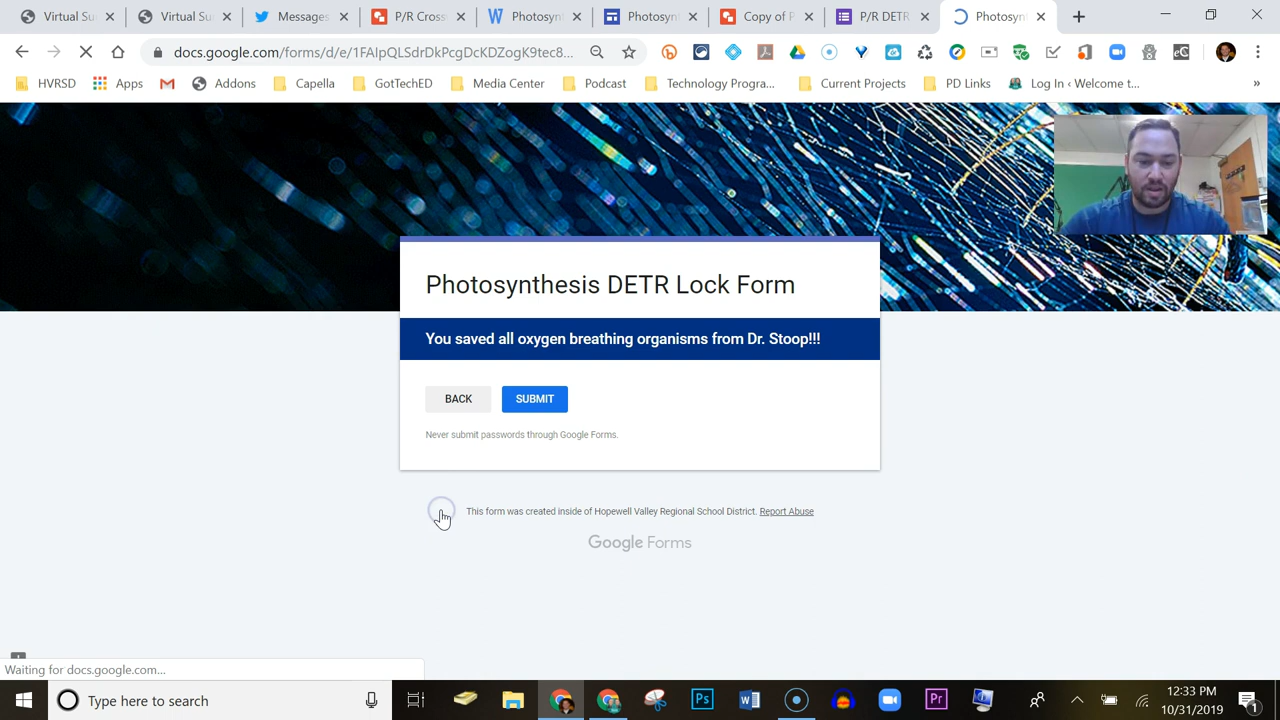 Virtual Su
Virtual Su
Messages
P/R Cross
Photosyn
Photosyn
Copy of P
P/R DETR
Photosyn
docs.google.com/forms/d/e/1FAIpQLSdrDkPcgDcKDZogK9tec8...
HVRSD
Apps
Addons
Capella
GotTechED
Media Center
Podcast
Technology Progra...
Current Projects
PD Links
Log In ‹ Welcome t...
»
Photosynthesis DETR Lock Form
You saved all oxygen breathing organisms from Dr. Stoop!!!
BACK
SUBMIT
Never submit passwords through Google Forms.
This form was created inside of Hopewell Valley Regional School District. Report Abuse
Google Forms
Waiting for docs.google.com...
Type here to search
Ps
Pr
12:33 PM
10/31/2019
1